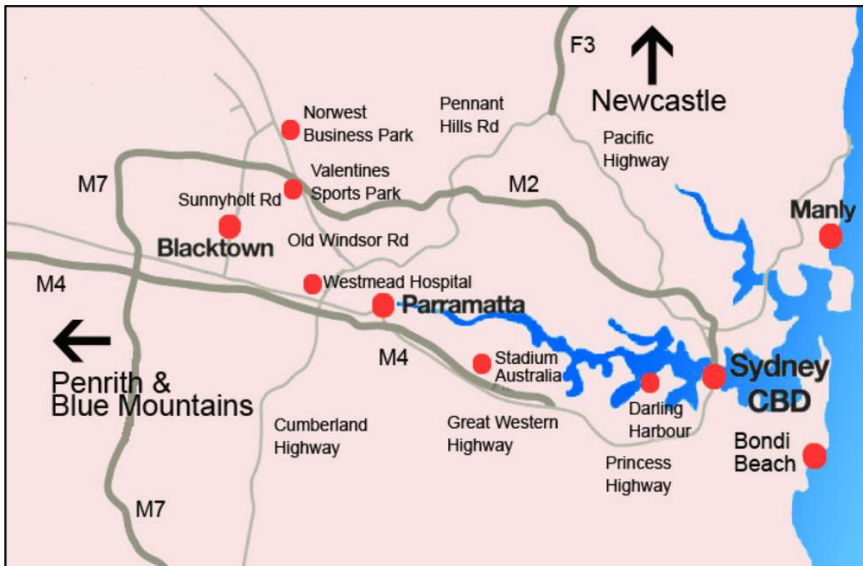 F3
Newcastle
Norwest
Business Park
Pennant
Hills Rd
Pacific
Highway
M7
Valentines
Sports Park
M2
Sunnyholt Rd
Manly
Blacktown
Old Windsor Rd
M4
Westmead Hospital
Parramatta
M4
Penrith &
Blue Mountains
Stadium
Australia
Sydney
CBD
Darling
Harbour
Cumberland
Highway
Great Western
Highway
Princess
Highway
Bondi
Beach
M7